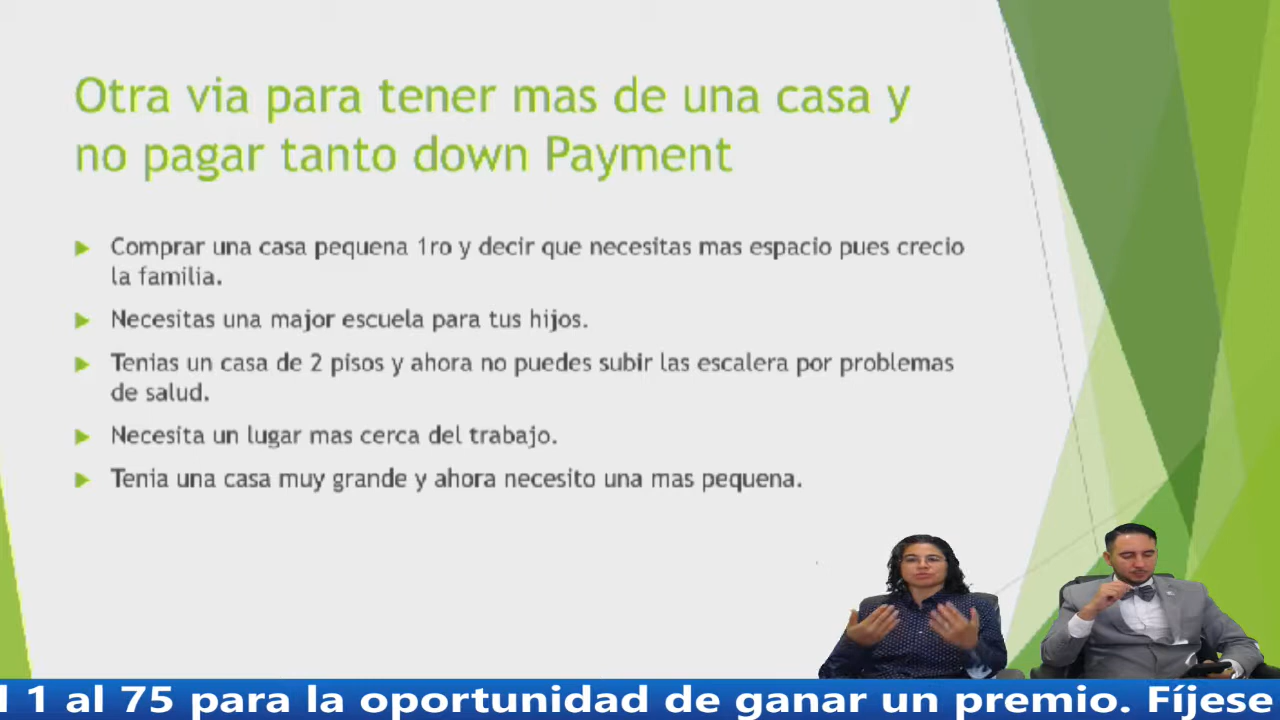 Otra via para tener mas de una casa y
no pagar tanto down Payment
Comprar una casa pequena 1ro y decir que necesitas mas espacio pues crecio
la familia.
Necesitas una major escuela para tus hijos.
Tenias un casa de 2 pisos y ahora no puedes subir las escalera por problemas
de salud.
Necesita un lugar mas cerca del trabajo.
Tenia una casa muy grande y ahora necesito una mas pequena.
l 1 al 75 para la oportunidad de ganar un premio. Fíjese